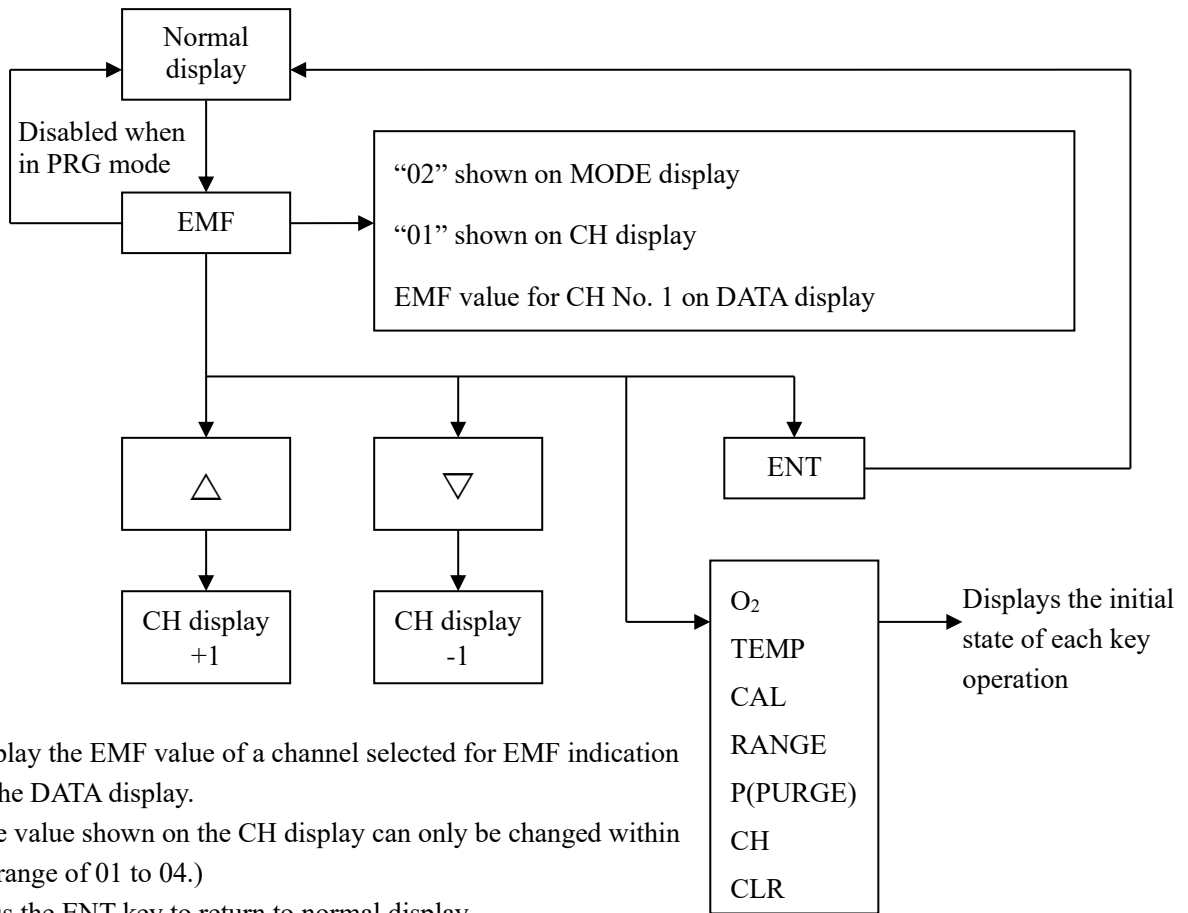 Normal
display
Disabled when
in PRG mode
EMF
“02” shown on MODE display
“01” shown on CH display
EMF value for CH No. 1 on DATA display
△
▽
ENT
CH display
+1
CH display
-1
O₂
TEMP
CAL
RANGE
P(PURGE)
CH
CLR
Displays the initial
state of each key
operation
play the EMF value of a channel selected for EMF indication
he DATA display.
e value shown on the CH display can only be changed within
range of 01 to 04.)
the ENT key to return to normal display